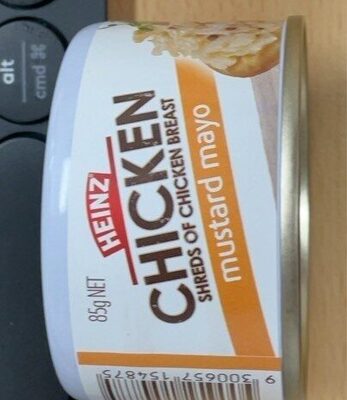 HEINZ
CHICKEN
SHREDS OF CHICKEN BREAST
mustard mayo
85g NET
9 300657 154875
alt
cmd ⌘